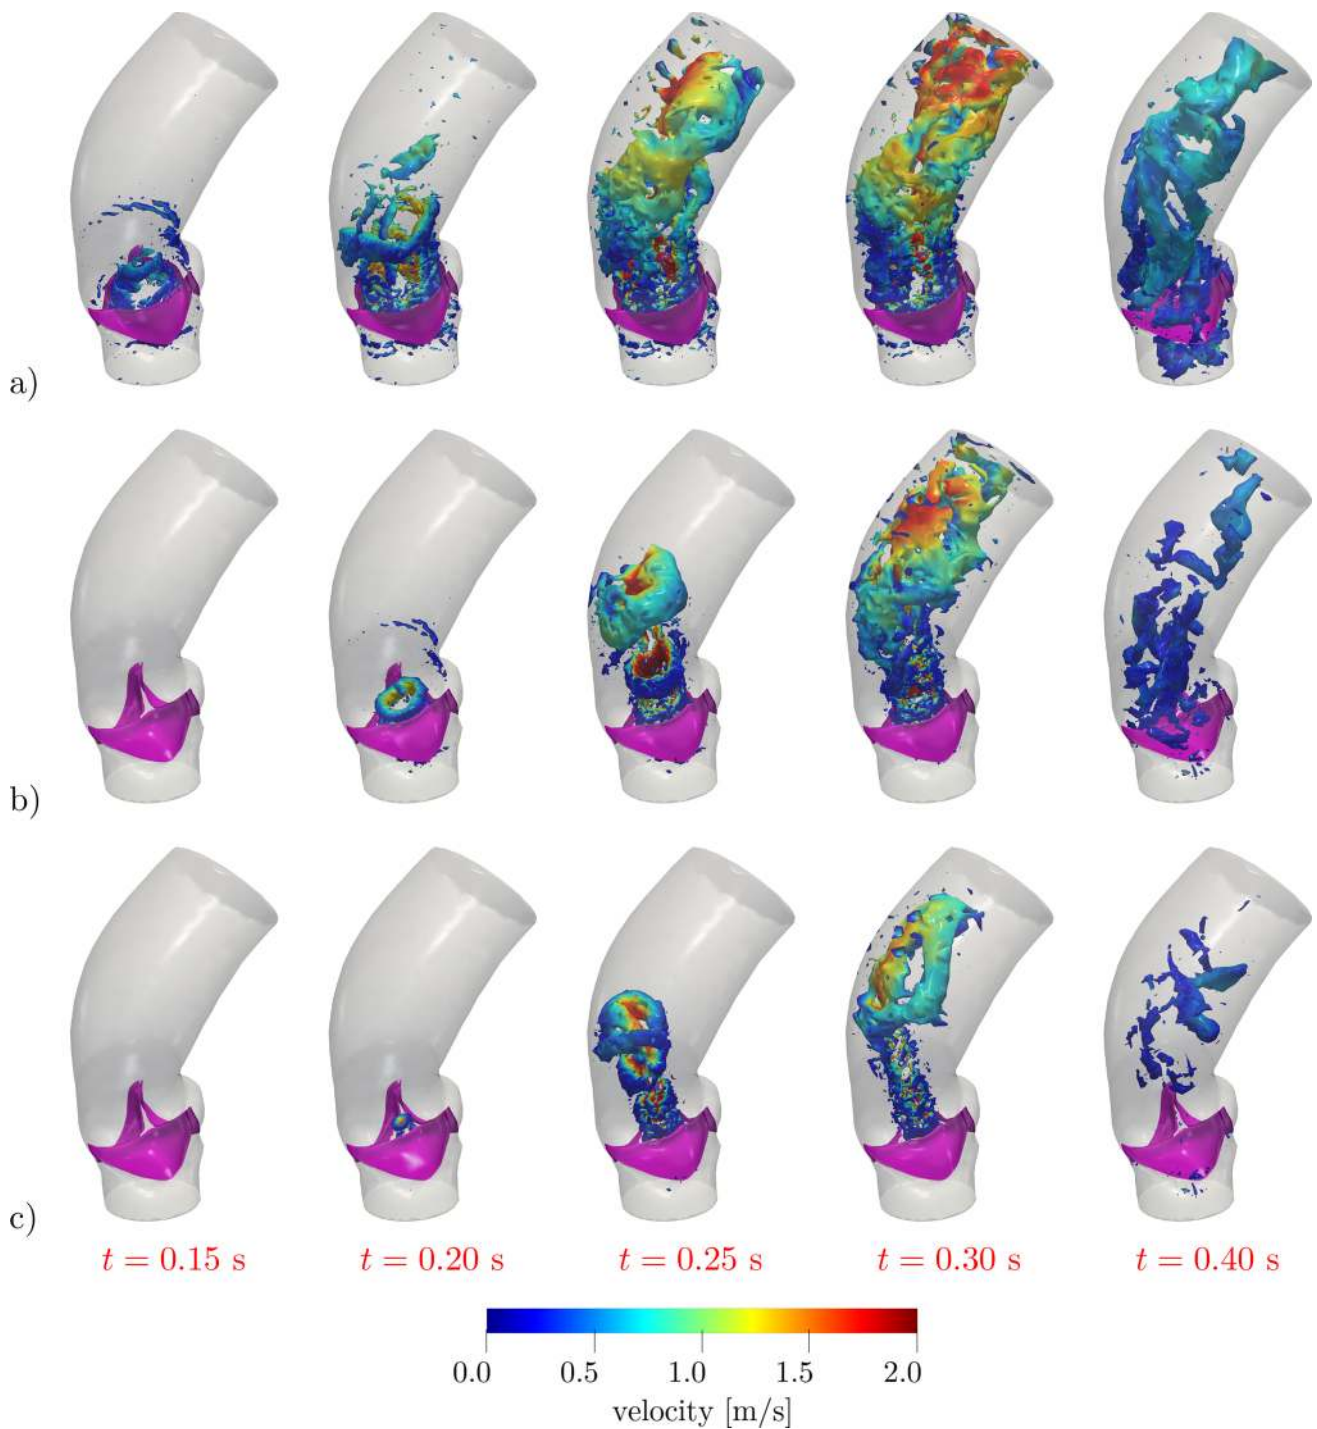 a)
b)
c)
t = 0.15 s
t = 0.20 s
t = 0.25 s
t = 0.30 s
t = 0.40 s
0.0 0.5 1.0 1.5 2.0
velocity [m/s]